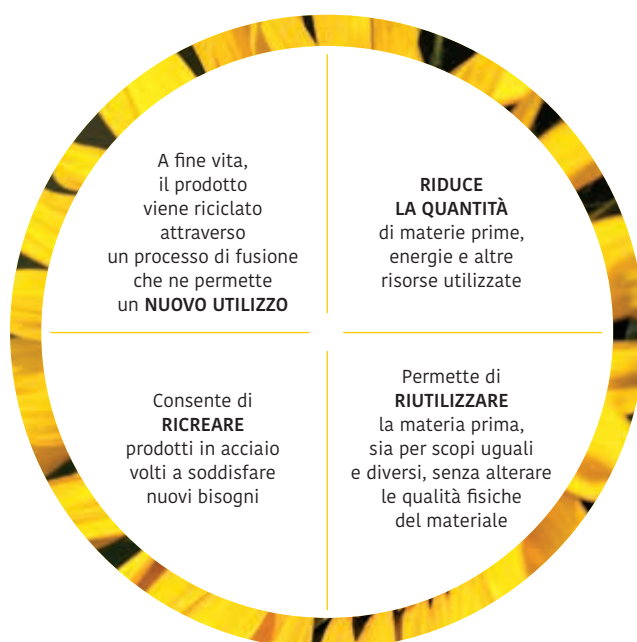 A fine vita,
il prodotto
viene riciclato
attraverso
un processo di fusione
che ne permette
un NUOVO UTILIZZO
RIDUCE
LA QUANTITÀ
di materie prime,
energie e altre
risorse utilizzate
Consente di
RICREARE
prodotti in acciaio
volti a soddisfare
nuovi bisogni
Permette di
RIUTILIZZARE
la materia prima,
sia per scopi uguali
e diversi, senza alterare
le qualità fisiche
del materiale